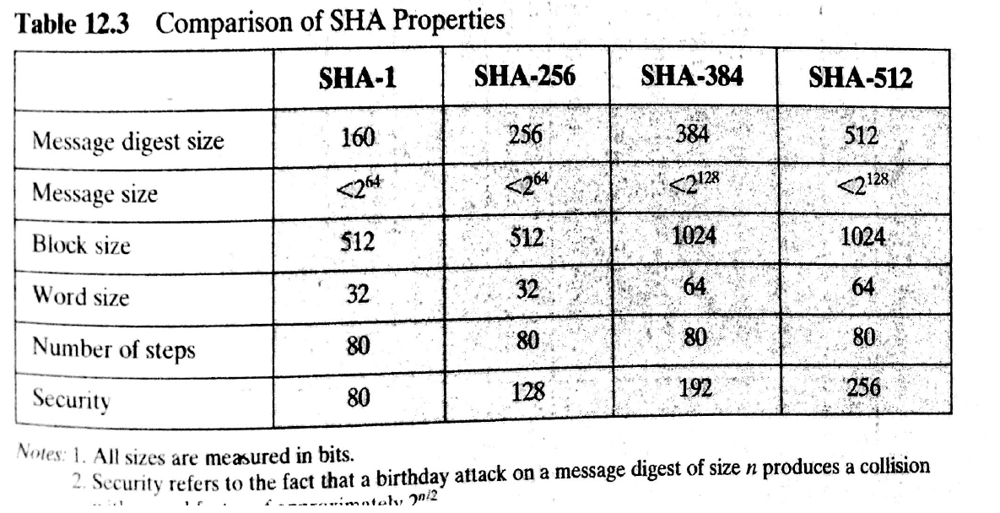 Table 12.3 Comparison of SHA Properties
SHA-1 SHA-256 SHA-384 SHA-512
Message digest size 160 256 384 512
Message size <2^64 <2^64 <2^128 <2^128
Block size 512 512 1024 1024
Word size 32 32 64 64
Number of steps 80 80 80 80
Security 80 128 192 256
Notes: 1. All sizes are measured in bits.
2. Security refers to the fact that a birthday attack on a message digest of size n produces a collision
2^n/2